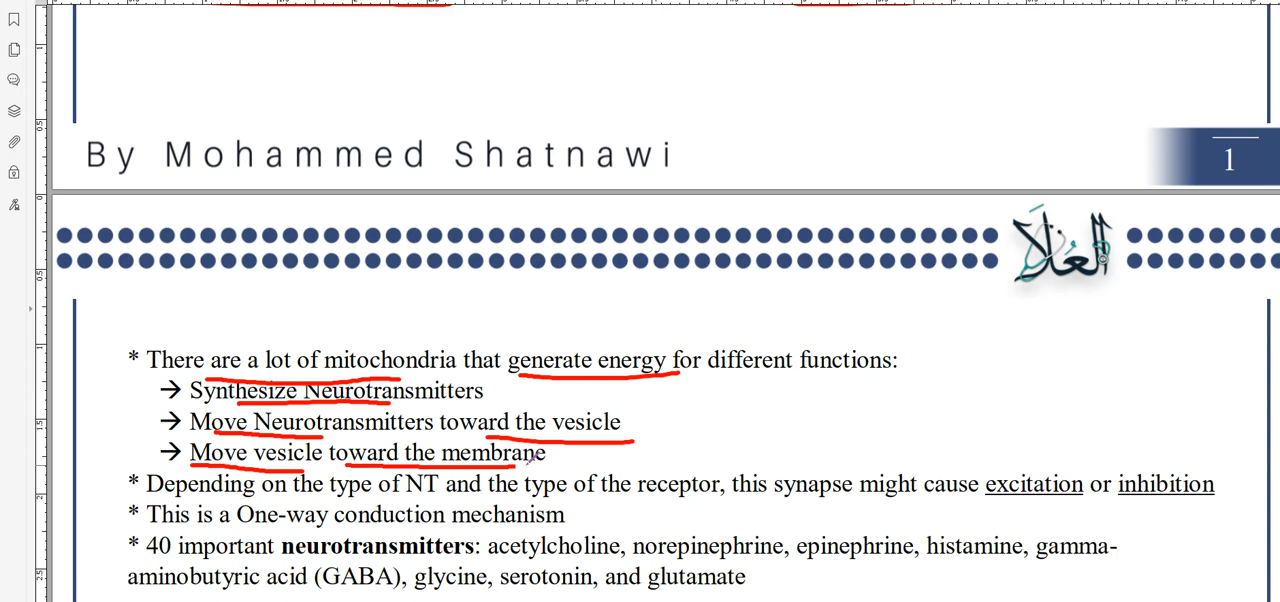 By Mohammed Shatnawi
1
العلا
* There are a lot of mitochondria that generate energy for different functions:
→ Synthesize Neurotransmitters
→ Move Neurotransmitters toward the vesicle
→ Move vesicle toward the membrane
* Depending on the type of NT and the type of the receptor, this synapse might cause excitation or inhibition
* This is a One-way conduction mechanism
* 40 important neurotransmitters: acetylcholine, norepinephrine, epinephrine, histamine, gamma-
aminobutyric acid (GABA), glycine, serotonin, and glutamate